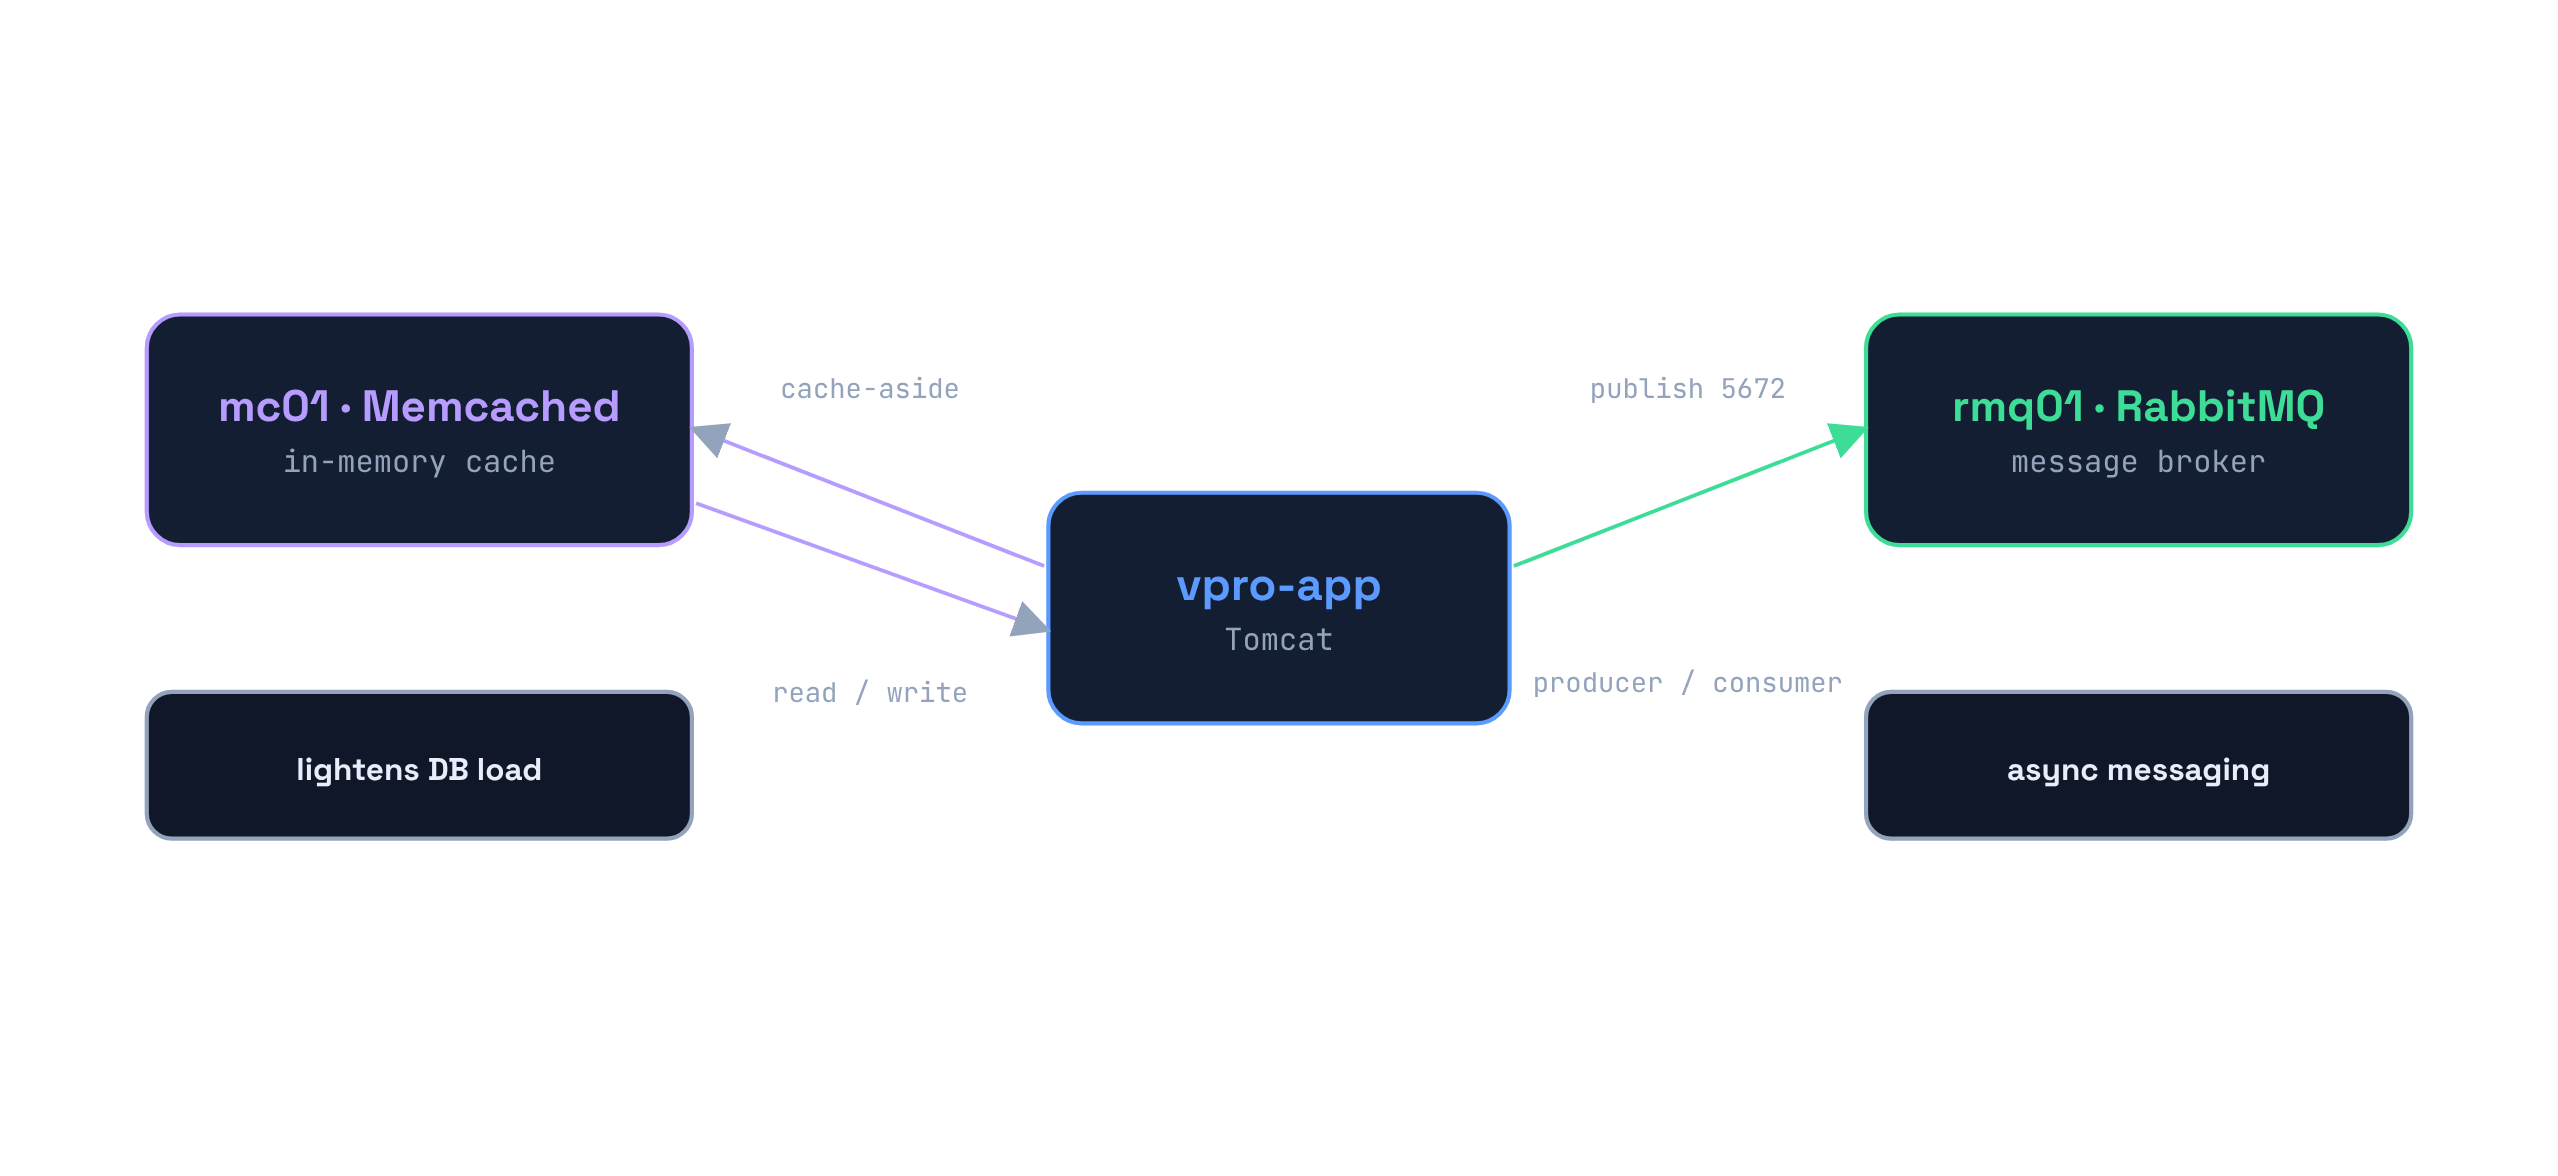 mc01 · Memcached
in-memory cache
cache-aside
publish 5672
rmq01 · RabbitMQ
message broker
vpro-app
Tomcat
read / write
producer / consumer
lightens DB load
async messaging